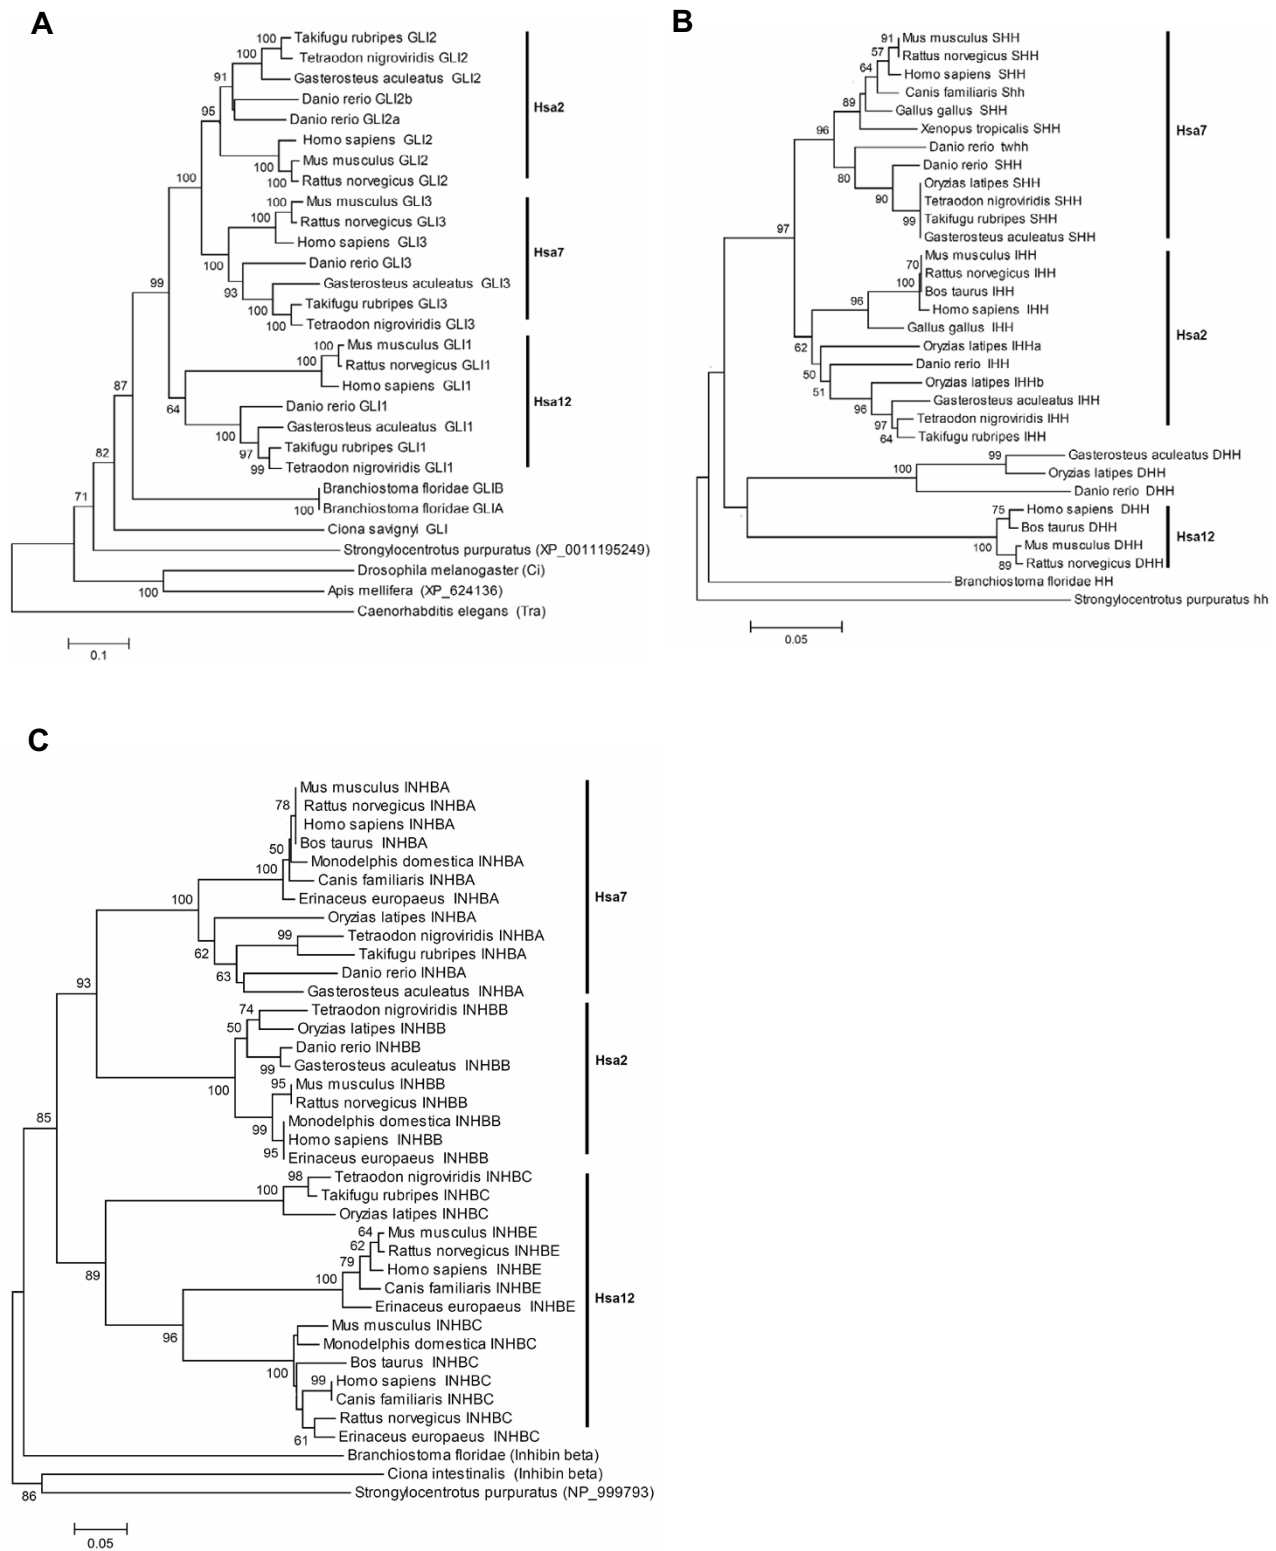 A
100
Takifugu rubripes GLI2
100
Tetraodon nigroviridis GLI2
Gasterosteus aculeatus GLI2
91
Danio rerio GLI2b
Hsa2
95
Danio rerio GLI2a
Homo sapiens GLI2
100
Mus musculus GLI2
100
Rattus norvegicus GLI2
100
100
Mus musculus GLI3
100
Rattus norvegicus GLI3
Homo sapiens GLI3
Hsa7
100
Danio rerio GLI3
93
Gasterosteus aculeatus GLI3
99
100
Takifugu rubripes GLI3
100
Tetraodon nigroviridis GLI3
100
Mus musculus GLI1
100
Rattus norvegicus GLI1
87
Homo sapiens GLI1
64
Danio rerio GLI1
Hsa12
100
Gasterosteus aculeatus GLI1
97
Takifugu rubripes GLI1
82
99
Tetraodon nigroviridis GLI1
Branchiostoma floridae GLIB
71
100
Branchiostoma floridae GLIA
Ciona savignyi GLI
Strongylocentrotus purpuratus (XP_0011195249)
Drosophila melanogaster (Ci)
100
Apis mellifera (XP_624136)
Caenorhabditis elegans (Tra)
0.1
B
91
Mus musculus SHH
57
Rattus norvegicus SHH
64
Homo sapiens SHH
Canis familiaris Shh
89
Gallus gallus SHH
96
Xenopus tropicalis SHH
Hsa7
Danio rerio twhh
80
Danio rerio SHH
Oryzias latipes SHH
90
Tetraodon nigroviridis SHH
99
Takifugu rubripes SHH
97
Gasterosteus aculeatus SHH
70
Mus musculus IHH
100
Rattus norvegicus IHH
96
Bos taurus IHH
Homo sapiens IHH
Gallus gallus IHH
Hsa2
62
Oryzias latipes IHHa
50
Danio rerio IHH
51
Oryzias latipes IHHb
96
Gasterosteus aculeatus IHH
97
Tetraodon nigroviridis IHH
64
Takifugu rubripes IHH
99
Gasterosteus aculeatus DHH
100
Oryzias latipes DHH
Danio rerio DHH
75
Homo sapiens DHH
Bos taurus DHH
Hsa12
100
Mus musculus DHH
89
Rattus norvegicus DHH
Branchiostoma floridae HH
Strongylocentrotus purpuratus hh
0.05
C
Mus musculus INHBA
78
Rattus norvegicus INHBA
Homo sapiens INHBA
50
Bos taurus INHBA
100
Monodelphis domestica INHBA
Canis familiaris INHBA
100
Erinaceus europaeus INHBA
Hsa7
Oryzias latipes INHBA
99
Tetraodon nigroviridis INHBA
62
Takifugu rubripes INHBA
63
Danio rerio INHBA
93
Gasterosteus aculeatus INHBA
74
Tetraodon nigroviridis INHBB
50
Oryzias latipes INHBB
Danio rerio INHBB
99
Gasterosteus aculeatus INHBB
Hsa2
100
95
Mus musculus INHBB
Rattus norvegicus INHBB
99
Monodelphis domestica INHBB
Homo sapiens INHBB
95
Erinaceus europaeus INHBB
85
98
Tetraodon nigroviridis INHBC
100
Takifugu rubripes INHBC
Oryzias latipes INHBC
64
Mus musculus INHBE
62
Rattus norvegicus INHBE
79
Homo sapiens INHBE
89
100
Canis familiaris INHBE
Hsa12
Erinaceus europaeus INHBE
96
Mus musculus INHBC
Monodelphis domestica INHBC
100
Bos taurus INHBC
99
Homo sapiens INHBC
Canis familiaris INHBC
Rattus norvegicus INHBC
61
Erinaceus europaeus INHBC
Branchiostoma floridae (Inhibin beta)
Ciona intestinalis (Inhibin beta)
86
Strongylocentrotus purpuratus (NP_999793)
0.05